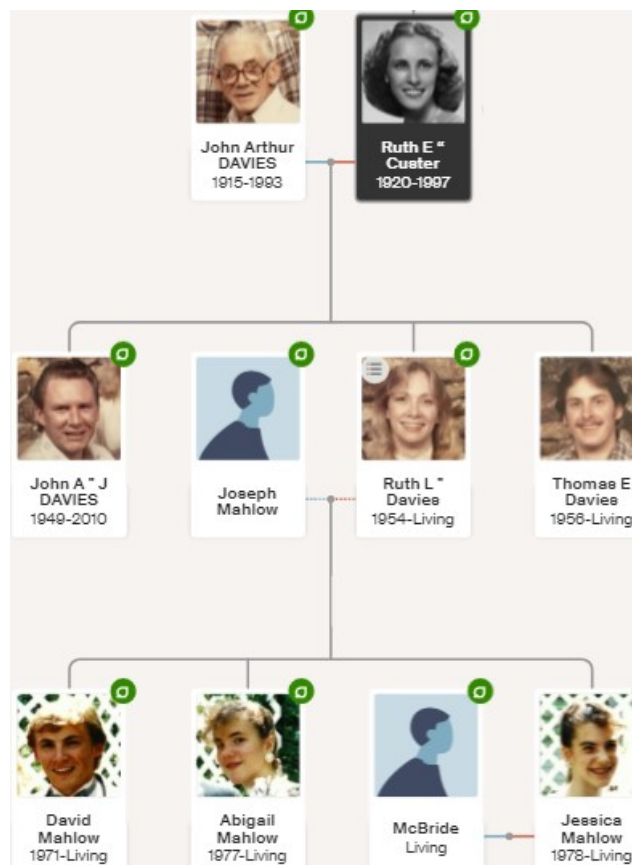 John Arthur
DAVIES
1915-1993
Ruth E “
Custer
1920-1997
John A " J
DAVIES
1949-2010
Joseph
Mahlow
Ruth L "
Davies
1954-Living
Thomas E
Davies
1956-Living
David
Mahlow
1971-Living
Abigail
Mahlow
1977-Living
McBride
Living
Jessica
Mahlow
1978-Living